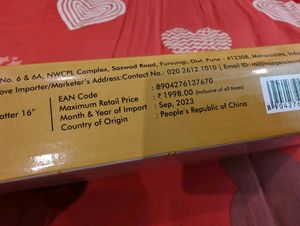 No. 6 & 6A, NWCPL Complex, Saswad Road, Fursungi, Dist. Pune - 412308, Maharashtra,
ove Importer/Marketer's Address.Contact No.: 020 2612 1010 | Email ID:
atter 16"
EAN Code : 8904276137670
Maximum Retail Price : ₹ 1998.00 (Inclusive of all taxes)
Month & Year of Import : Sep, 2023
Country of Origin : People's Republic of China